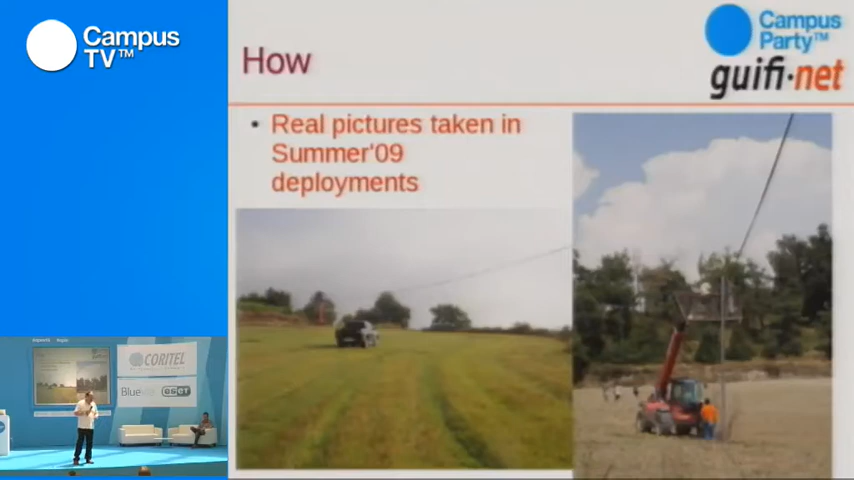 Campus
TV™
How
Campus
Party™
guifi·net
• Real pictures taken in
Summer'09
deployments
CORITEL
Blue
eset